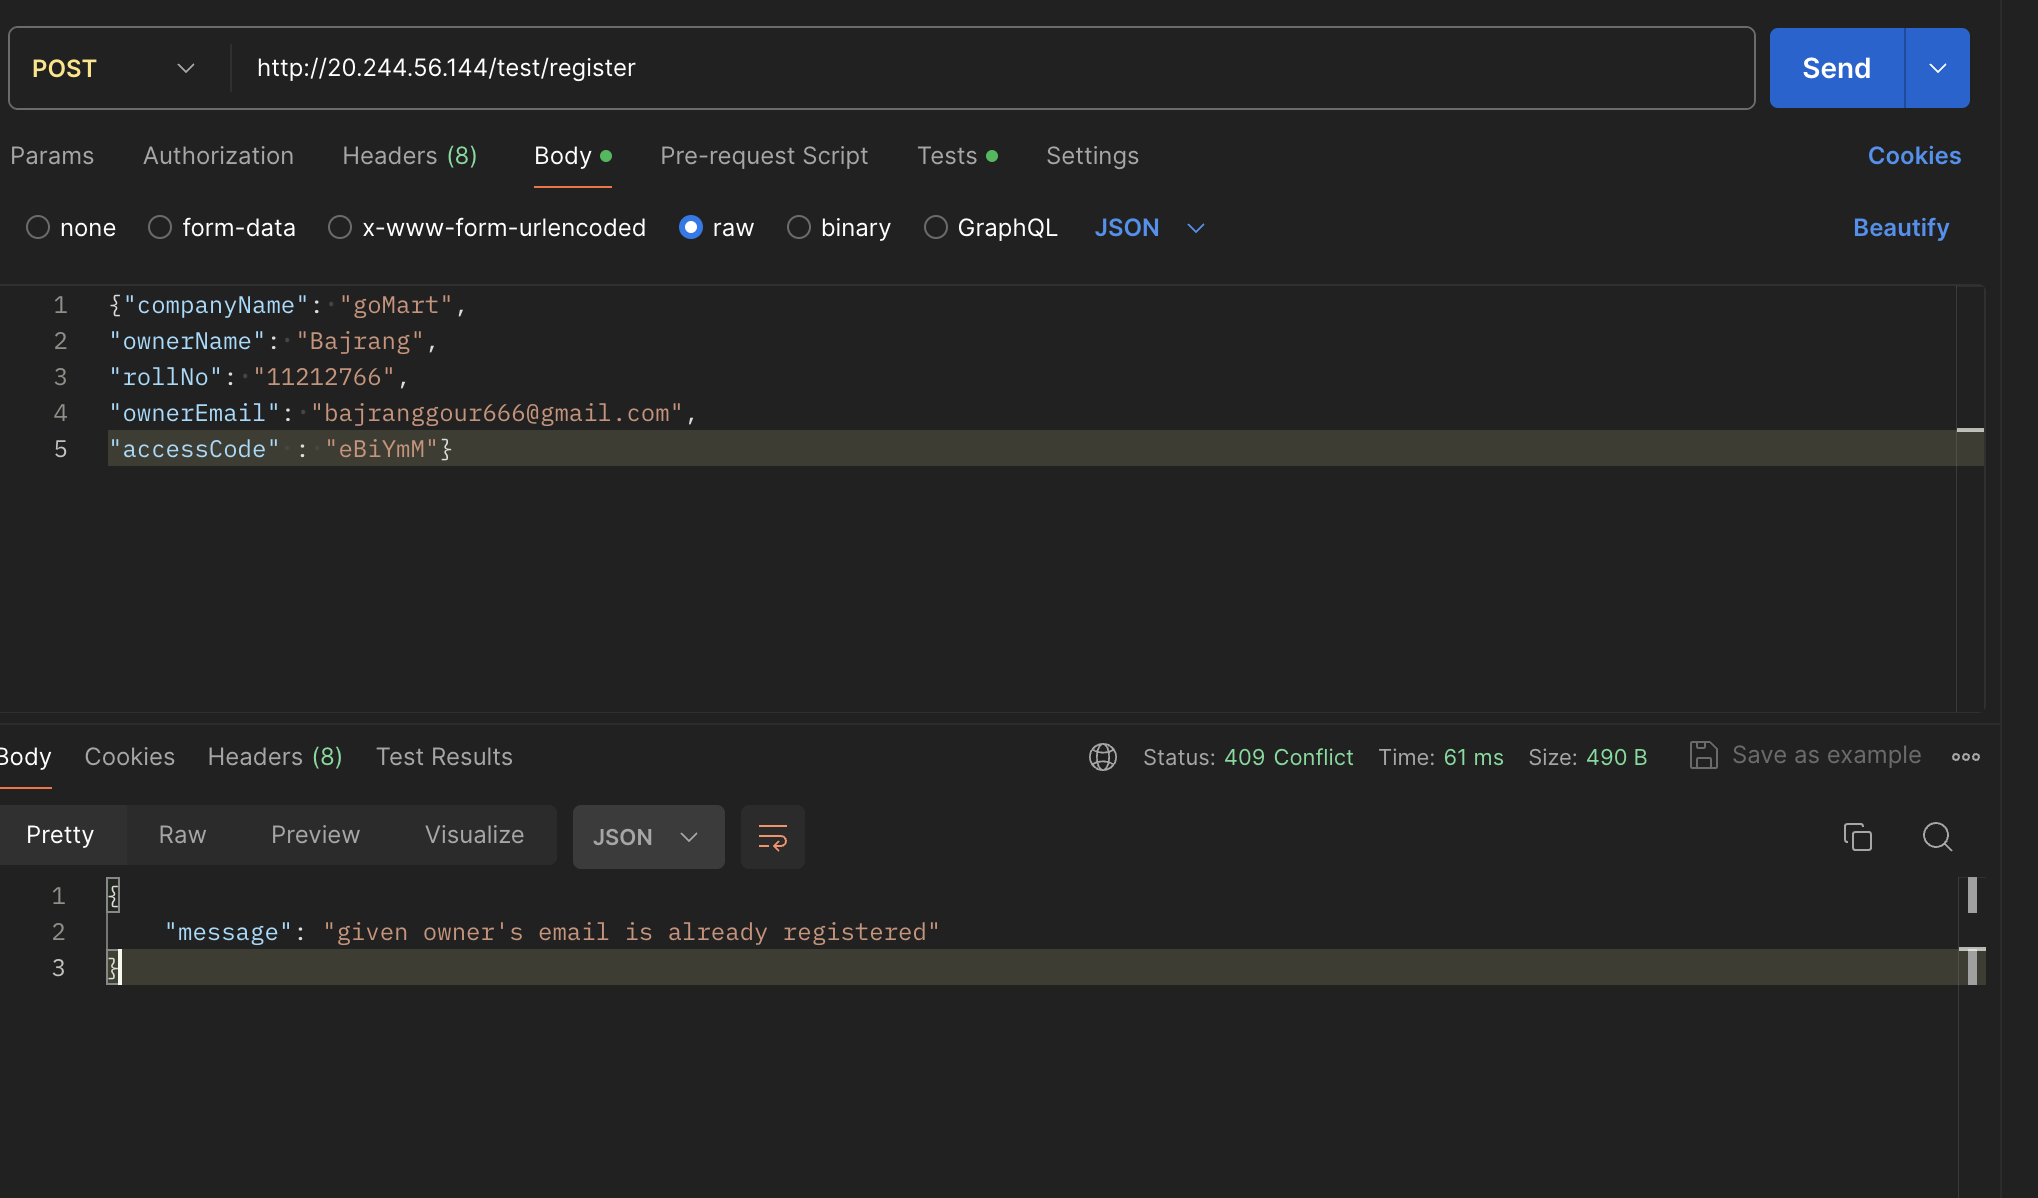 POST http://20.244.56.144/test/register Send
Params Authorization Headers (8) Body Pre-request Script Tests Settings Cookies
none form-data x-www-form-urlencoded raw binary GraphQL JSON Beautify
1 {"companyName": "goMart",
2 "ownerName": "Bajrang",
3 "rollNo": "11212766",
4 "ownerEmail": "bajranggour666@gmail.com",
5 "accessCode" : "eBiYmM"}
Body Cookies Headers (8) Test Results Status: 409 Conflict Time: 61 ms Size: 490 B Save as example
Pretty Raw Preview Visualize JSON
1 {
2 "message": "given owner's email is already registered"
3 }